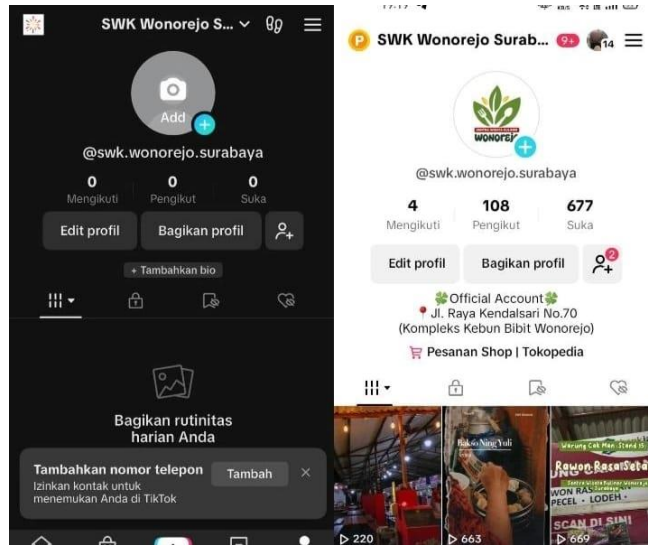 SWK Wonorejo S...
Add
@swk.wonorejo.surabaya
0 0 0
Mengikuti Pengikut Suka
Edit profil Bagikan profil
+ Tambahkan bio
Bagikan rutinitas
harian Anda
Tambahkan nomor telepon
Izinkan kontak untuk
menemukan Anda di TikTok
Tambah
P SWK Wonorejo Surab... 9+ 14
WONOREJO
@swk.wonorejo.surabaya
4 108 677
Mengikuti Pengikut Suka
Edit profil Bagikan profil 2
Official Account
Jl. Raya Kendalsari No.70
(Kompleks Kebun Bibit Wonorejo)
Pesanan Shop | Tokopedia
Bakso Ning Yuli
Warung Cak Man Stand 15
PECEL • LODEH •
SCAN DI SINI
220
663
669